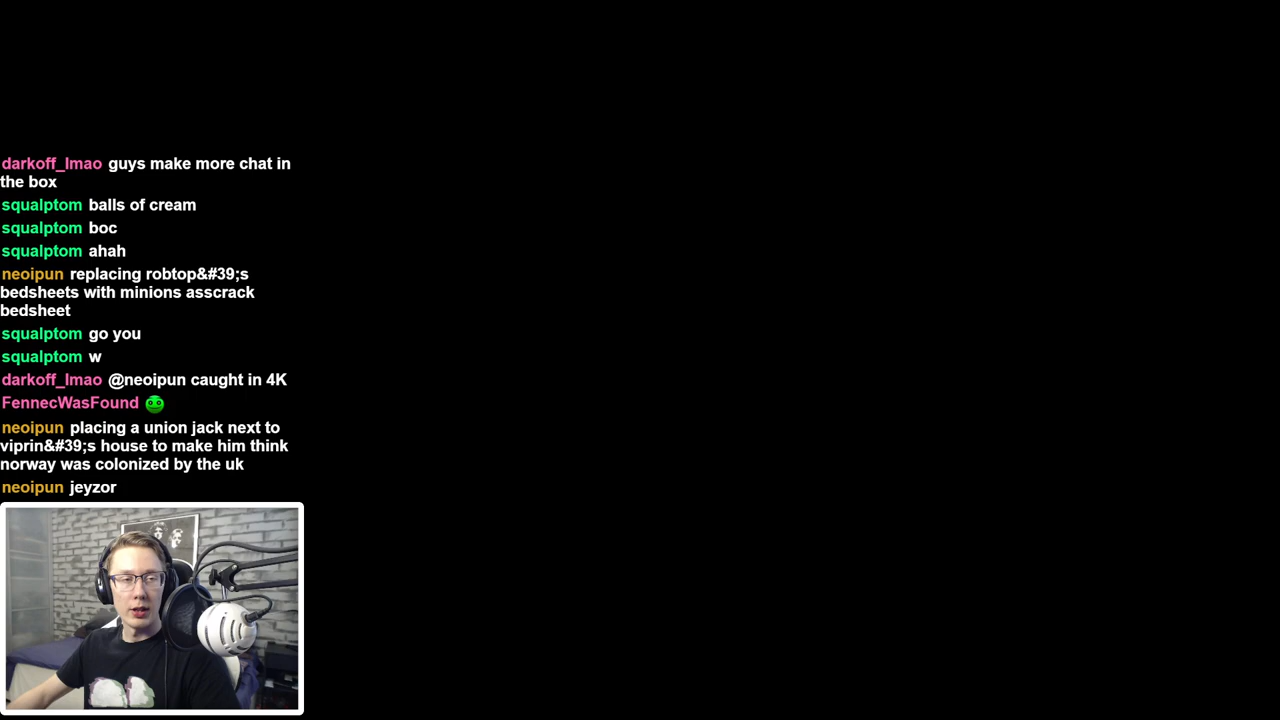 darkoff_lmao guys make more chat in
the box
squalptom balls of cream
squalptom boc
squalptom ahah
neoipun replacing robtop&#39;s
bedsheets with minions asscrack
bedsheet
squalptom go you
squalptom w
darkoff_lmao @neoipun caught in 4K
FennecWasFound
neoipun placing a union jack next to
viprin&#39;s house to make him think
norway was colonized by the uk
neoipun jeyzor